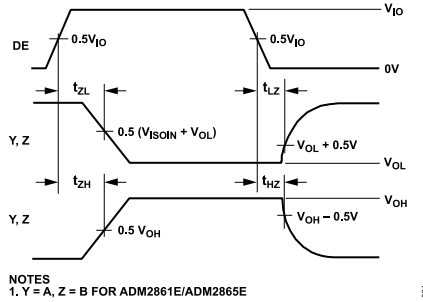 V_IO
DE
0.5V_IO
0.5V_IO
0V
t_ZL
t_LZ
Y, Z
0.5 (V_ISOIN + V_OL)
V_OL + 0.5V
V_OL
t_ZH
t_HZ
V_OH
Y, Z
0.5 V_OH
V_OH – 0.5V
NOTES
1. Y = A, Z = B FOR ADM2861E/ADM2865E